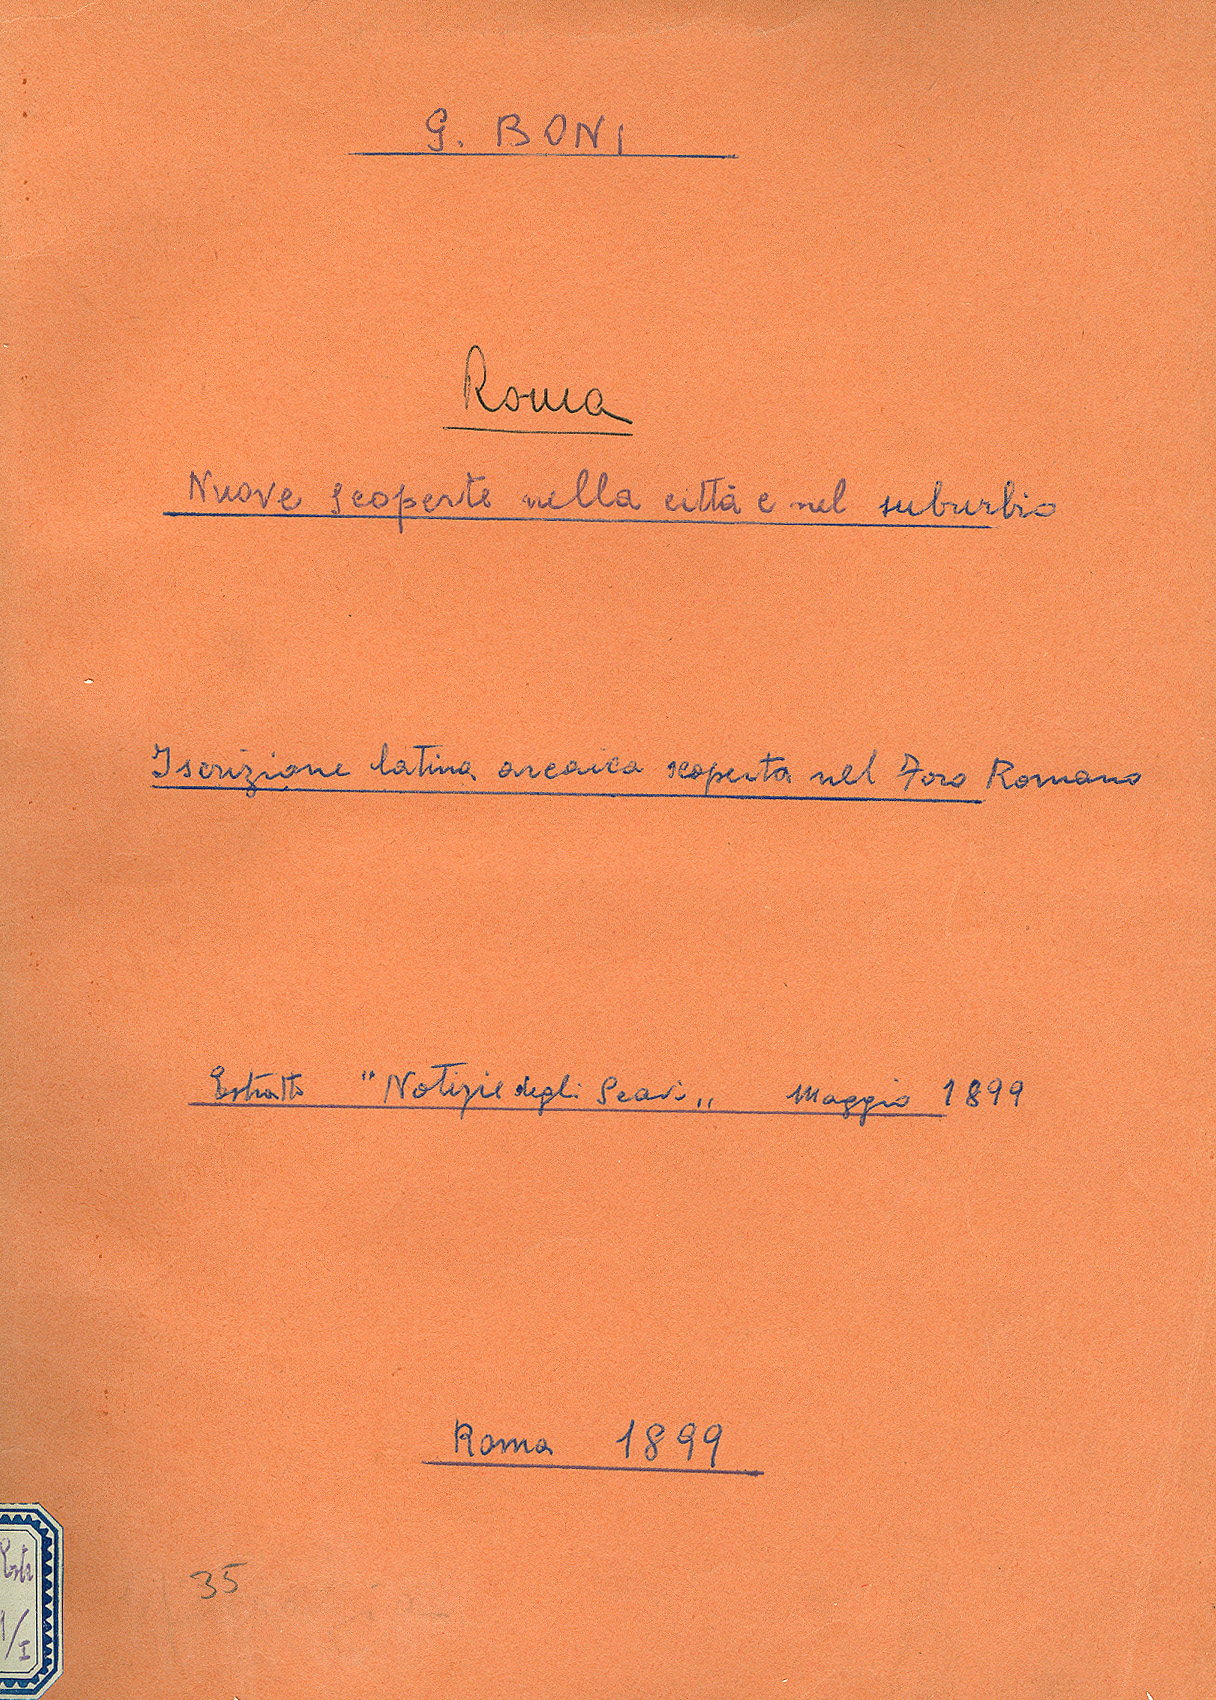 G. BONI
Roma
Nuove scoperte nella città e nel suburbio
Iscrizione latina arcaica scoperta nel Foro Romano
Estratto "Notizie degli Scavi„ Maggio 1899
Roma 1899
35
/I